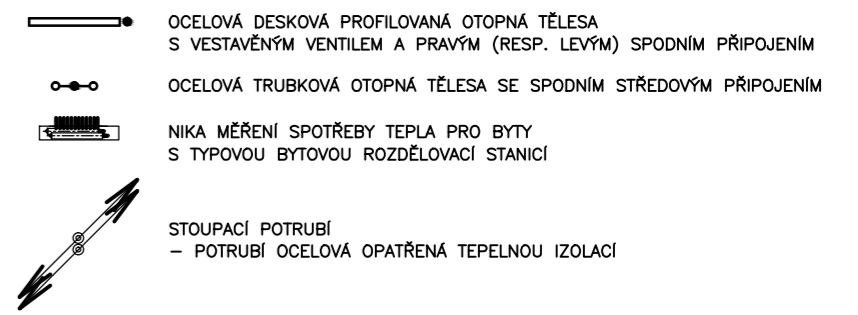 OCELOVÁ DESKOVÁ PROFILOVANÁ OTOPNÁ TĚLESA
S VESTAVĚNÝM VENTILEM A PRAVÝM (RESP. LEVÝM) SPODNÍM PŘIPOJENÍM
OCELOVÁ TRUBKOVÁ OTOPNÁ TĚLESA SE SPODNÍM STŘEDOVÝM PŘIPOJENÍM
NIKA MĚŘENÍ SPOTŘEBY TEPLA PRO BYTY
S TYPOVOU BYTOVOU ROZDĚLOVACÍ STANICÍ
STOUPACÍ POTRUBÍ
– POTRUBÍ OCELOVÁ OPATŘENÁ TEPELNOU IZOLACÍ